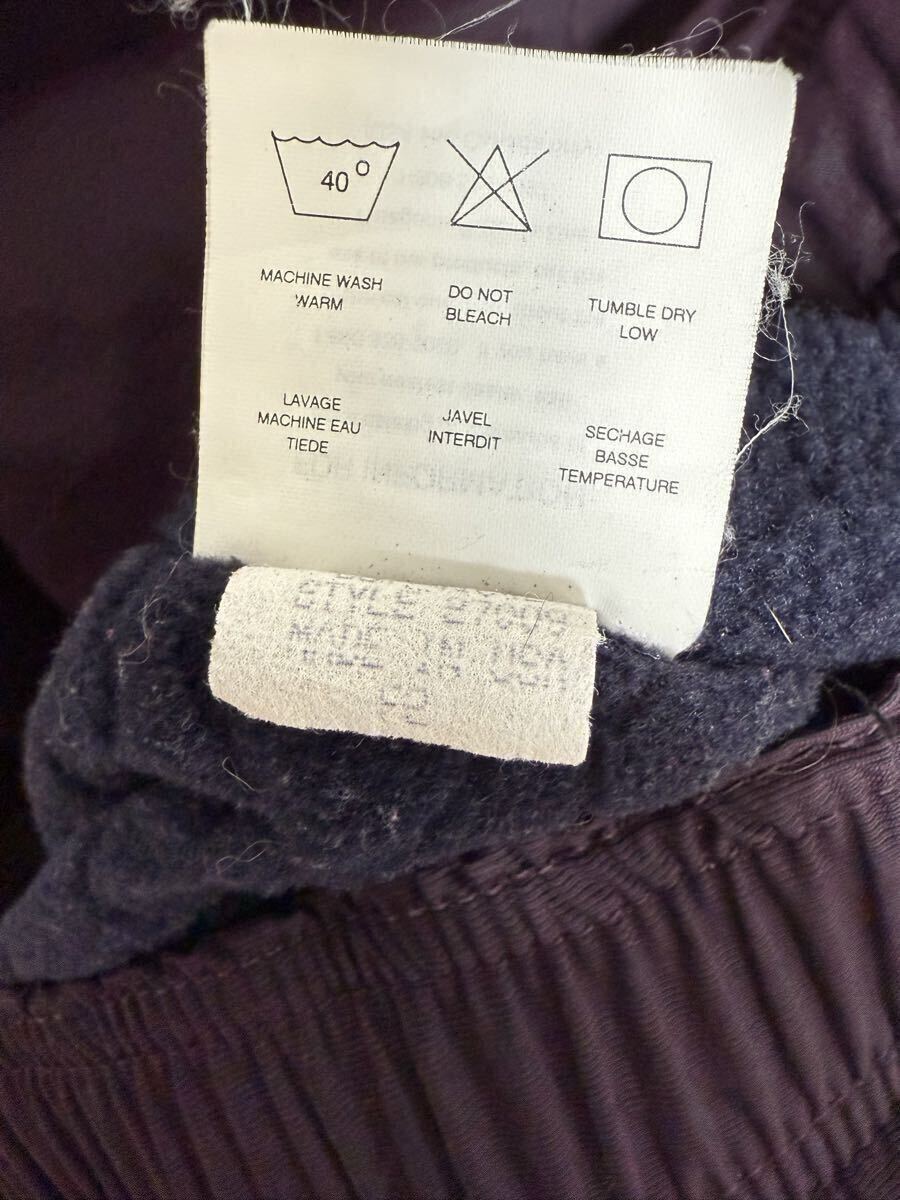 40°
MACHINE WASH
WARM
DO NOT
BLEACH
TUMBLE DRY
LOW
LAVAGE
MACHINE EAU
TIEDE
JAVEL
INTERDIT
SECHAGE
BASSE
TEMPERATURE
STYLE 27009
MADE IN USA